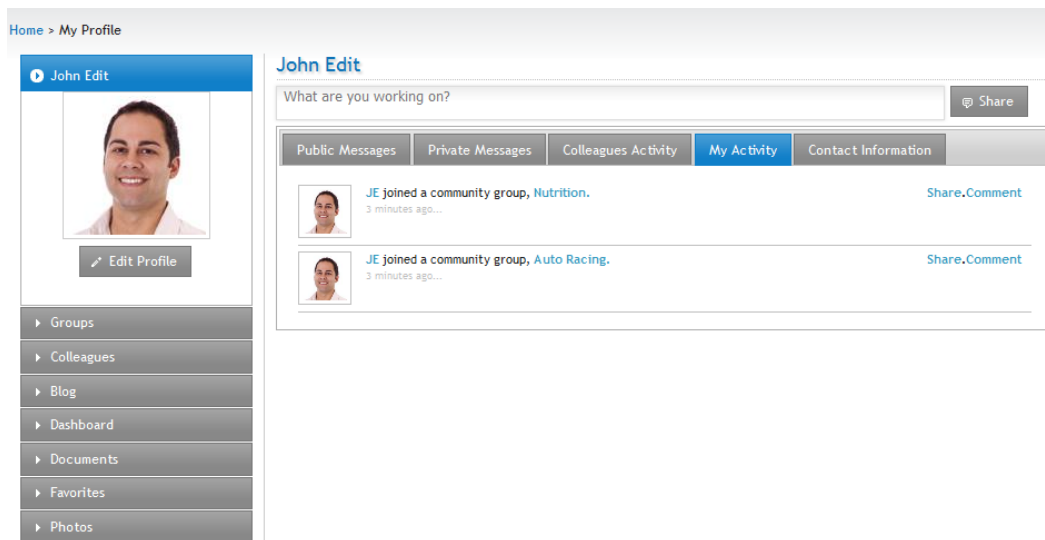 Home > My Profile
John Edit
Edit Profile
Groups
Colleagues
Blog
Dashboard
Documents
Favorites
Photos
John Edit
What are you working on?
Share
Public Messages Private Messages Colleagues Activity My Activity Contact Information
JE joined a community group, Nutrition. Share.Comment
3 minutes ago...
JE joined a community group, Auto Racing. Share.Comment
3 minutes ago...